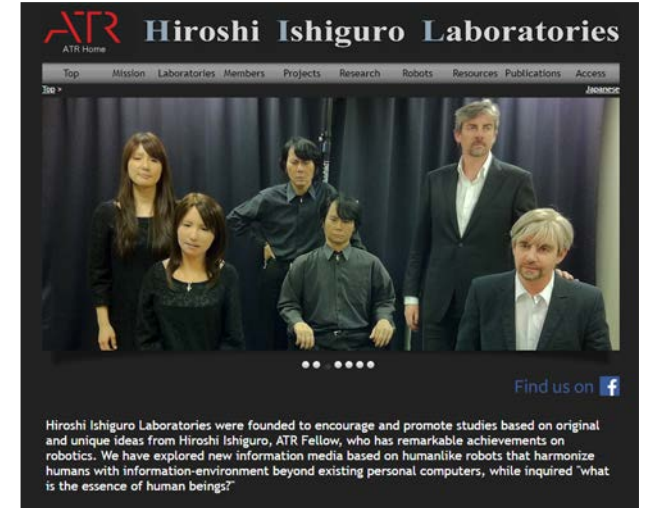 ATR
ATR Home
Hiroshi Ishiguro Laboratories
Top Mission Laboratories Members Projects Research Robots Resources Publications Access
Top >
Japanese
Find us on f
Hiroshi Ishiguro Laboratories were founded to encourage and promote studies based on original
and unique ideas from Hiroshi Ishiguro, ATR Fellow, who has remarkable achievements on
robotics. We have explored new information media based on humanlike robots that harmonize
humans with information-environment beyond existing personal computers, while inquired "what
is the essence of human beings?"